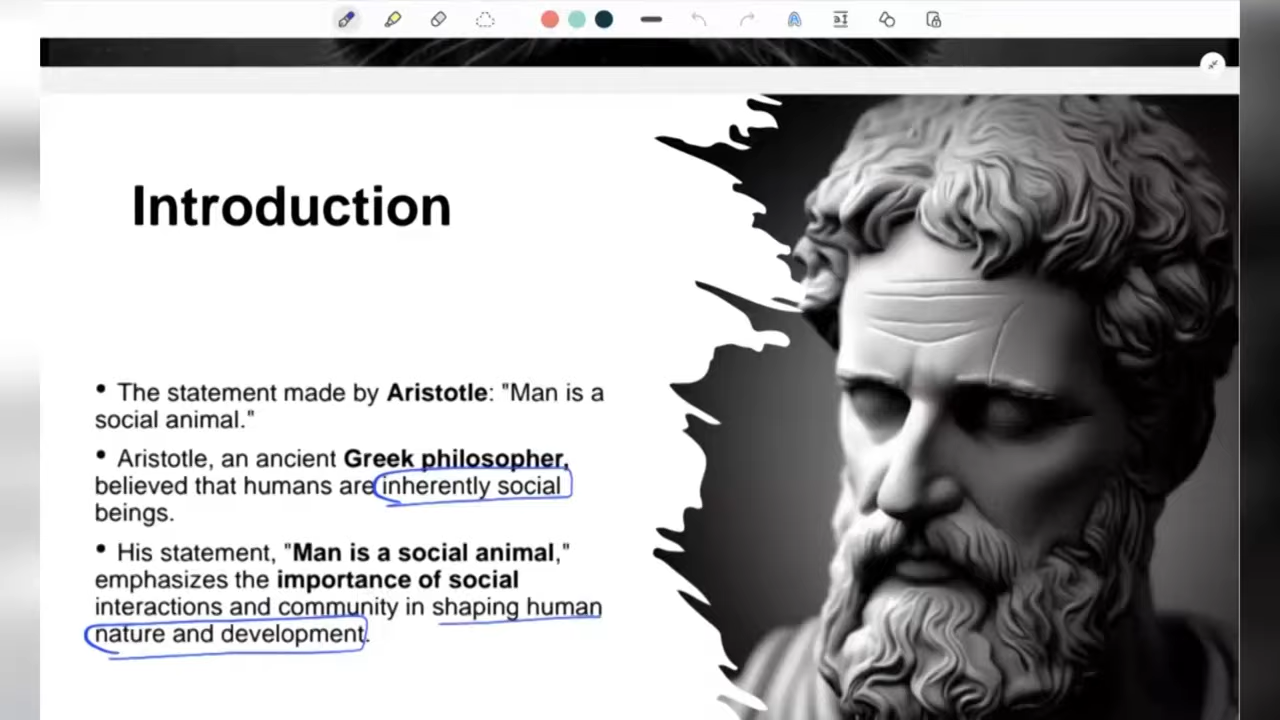 Introduction
• The statement made by Aristotle: "Man is a
social animal."
• Aristotle, an ancient Greek philosopher,
believed that humans are inherently social
beings.
• His statement, "Man is a social animal,"
emphasizes the importance of social
interactions and community in shaping human
nature and development.